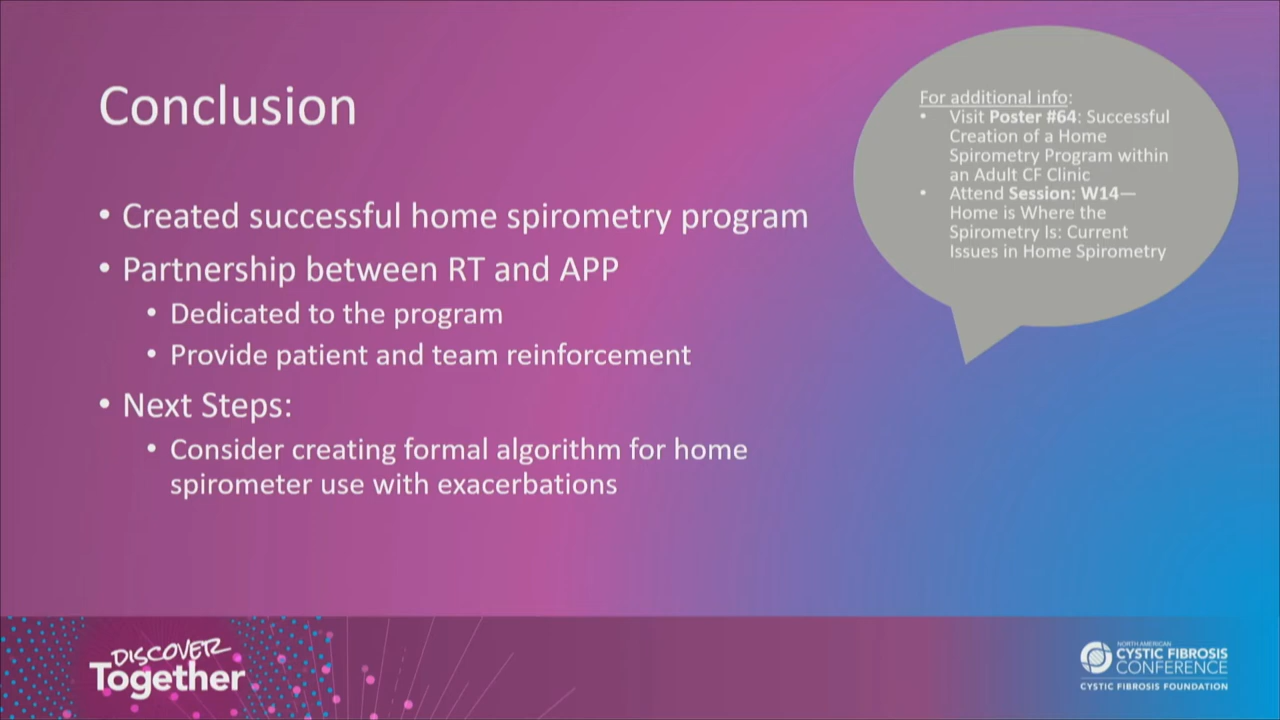 Conclusion
• Created successful home spirometry program
• Partnership between RT and APP
• Dedicated to the program
• Provide patient and team reinforcement
• Next Steps:
• Consider creating formal algorithm for home
spirometer use with exacerbations
For additional info:
• Visit Poster #64: Successful
Creation of a Home
Spirometry Program within
an Adult CF Clinic
• Attend Session: W14—
Home is Where the
Spirometry Is: Current
Issues in Home Spirometry
DISCOVER
Together
NORTH AMERICAN
CYSTIC FIBROSIS
CONFERENCE
CYSTIC FIBROSIS FOUNDATION